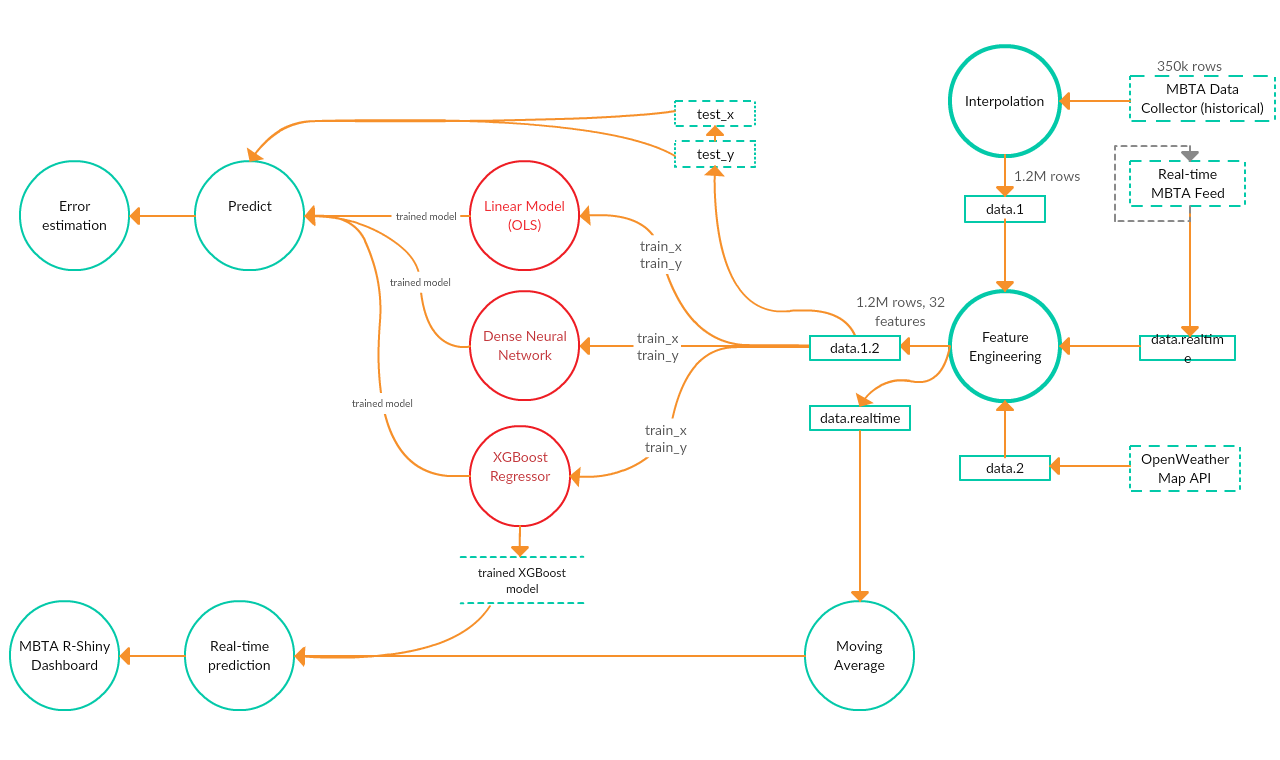 350k rows
MBTA Data
Collector (historical)
Interpolation
test_x
test_y
Real-time
MBTA Feed
1.2M rows
data.1
Error
estimation
Predict
trained model
Linear Model
(OLS)
train_x
train_y
trained model
1.2M rows, 32
features
Dense Neural
Network
train_x
train_y
data.1.2
Feature
Engineering
data.realtim
e
trained model
data.realtime
train_x
train_y
XGBoost
Regressor
data.2
OpenWeather
Map API
trained XGBoost
model
MBTA R-Shiny
Dashboard
Real-time
prediction
Moving
Average